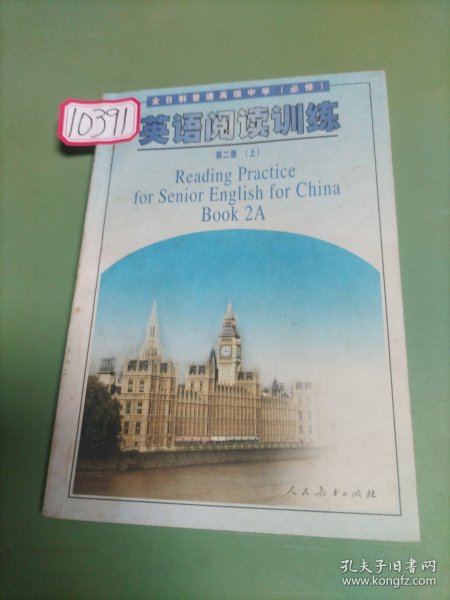 全日制普通高级中学（必修）
10391
英语阅读训练
第二册（上）
Reading Practice
for Senior English for China
Book 2A
人民教育出版社
孔夫子旧书网
www.kongfz.com